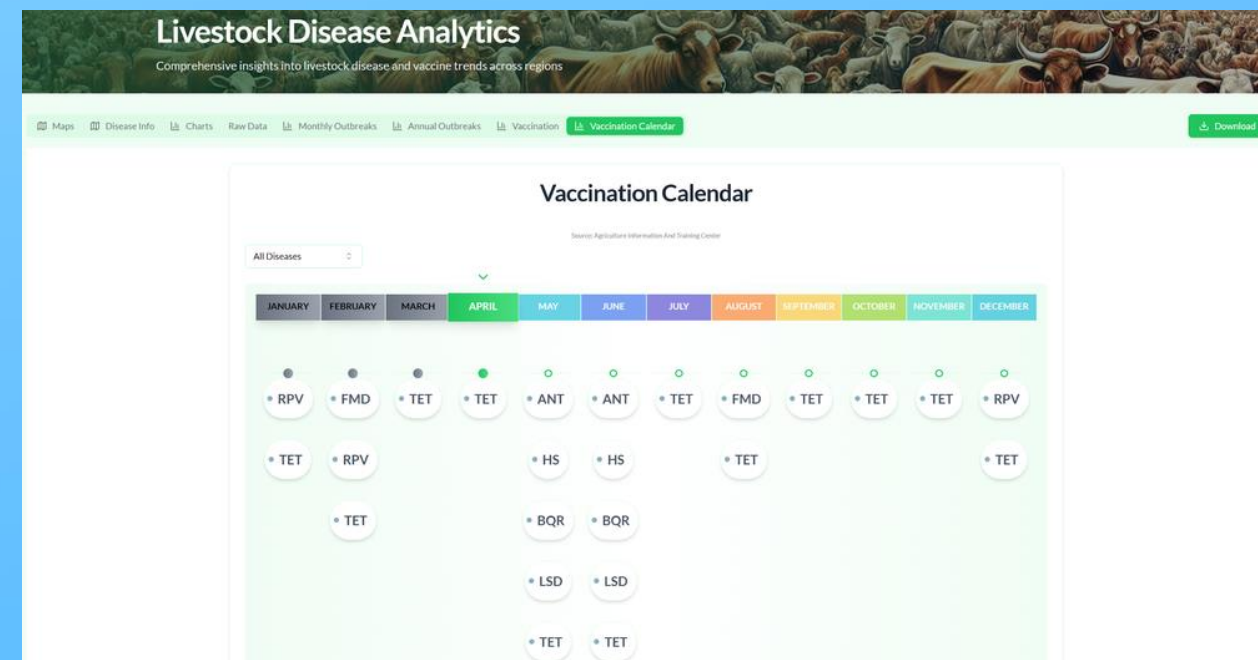 Livestock Disease Analytics
Comprehensive insights into livestock disease and vaccine trends across regions
Maps Disease Info Charts Raw Data Monthly Outbreaks Annual Outbreaks Vaccination Vaccination Calendar Download
Vaccination Calendar
Source: Agriculture Information And Training Center
All Diseases
JANUARY FEBRUARY MARCH APRIL MAY JUNE JULY AUGUST SEPTEMBER OCTOBER NOVEMBER DECEMBER
RPV FMD TET TET ANT ANT TET FMD TET TET TET RPV
TET RPV HS HS TET TET
TET BQR BQR
LSD LSD
TET TET